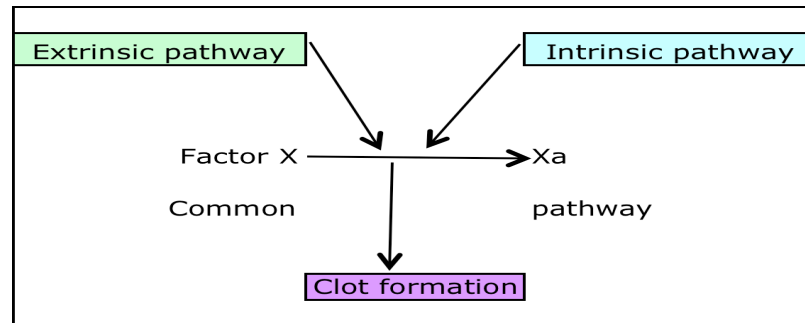 Extrinsic pathway
Intrinsic pathway
Factor X
Xa
Common
pathway
Clot formation